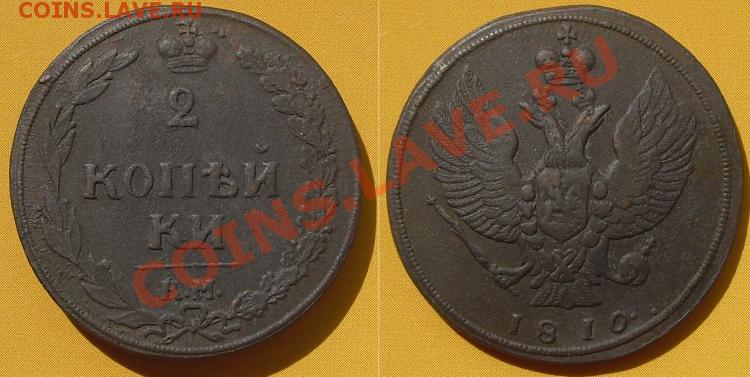 COINS.LAVE.RU
2
КОПѢЙ
КИ
К.М.
1810.
COINS.LAVE.RU